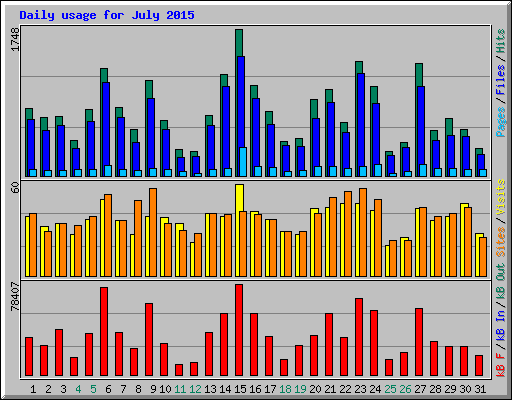 Daily usage for July 2015
1748
60
78407
Pages / Files / Hits
Sites / Visits
kB F / kB In / kB Out
1 2 3 4 5 6 7 8 9 10 11 12 13 14 15 16 17 18 19 20 21 22 23 24 25 26 27 28 29 30 31